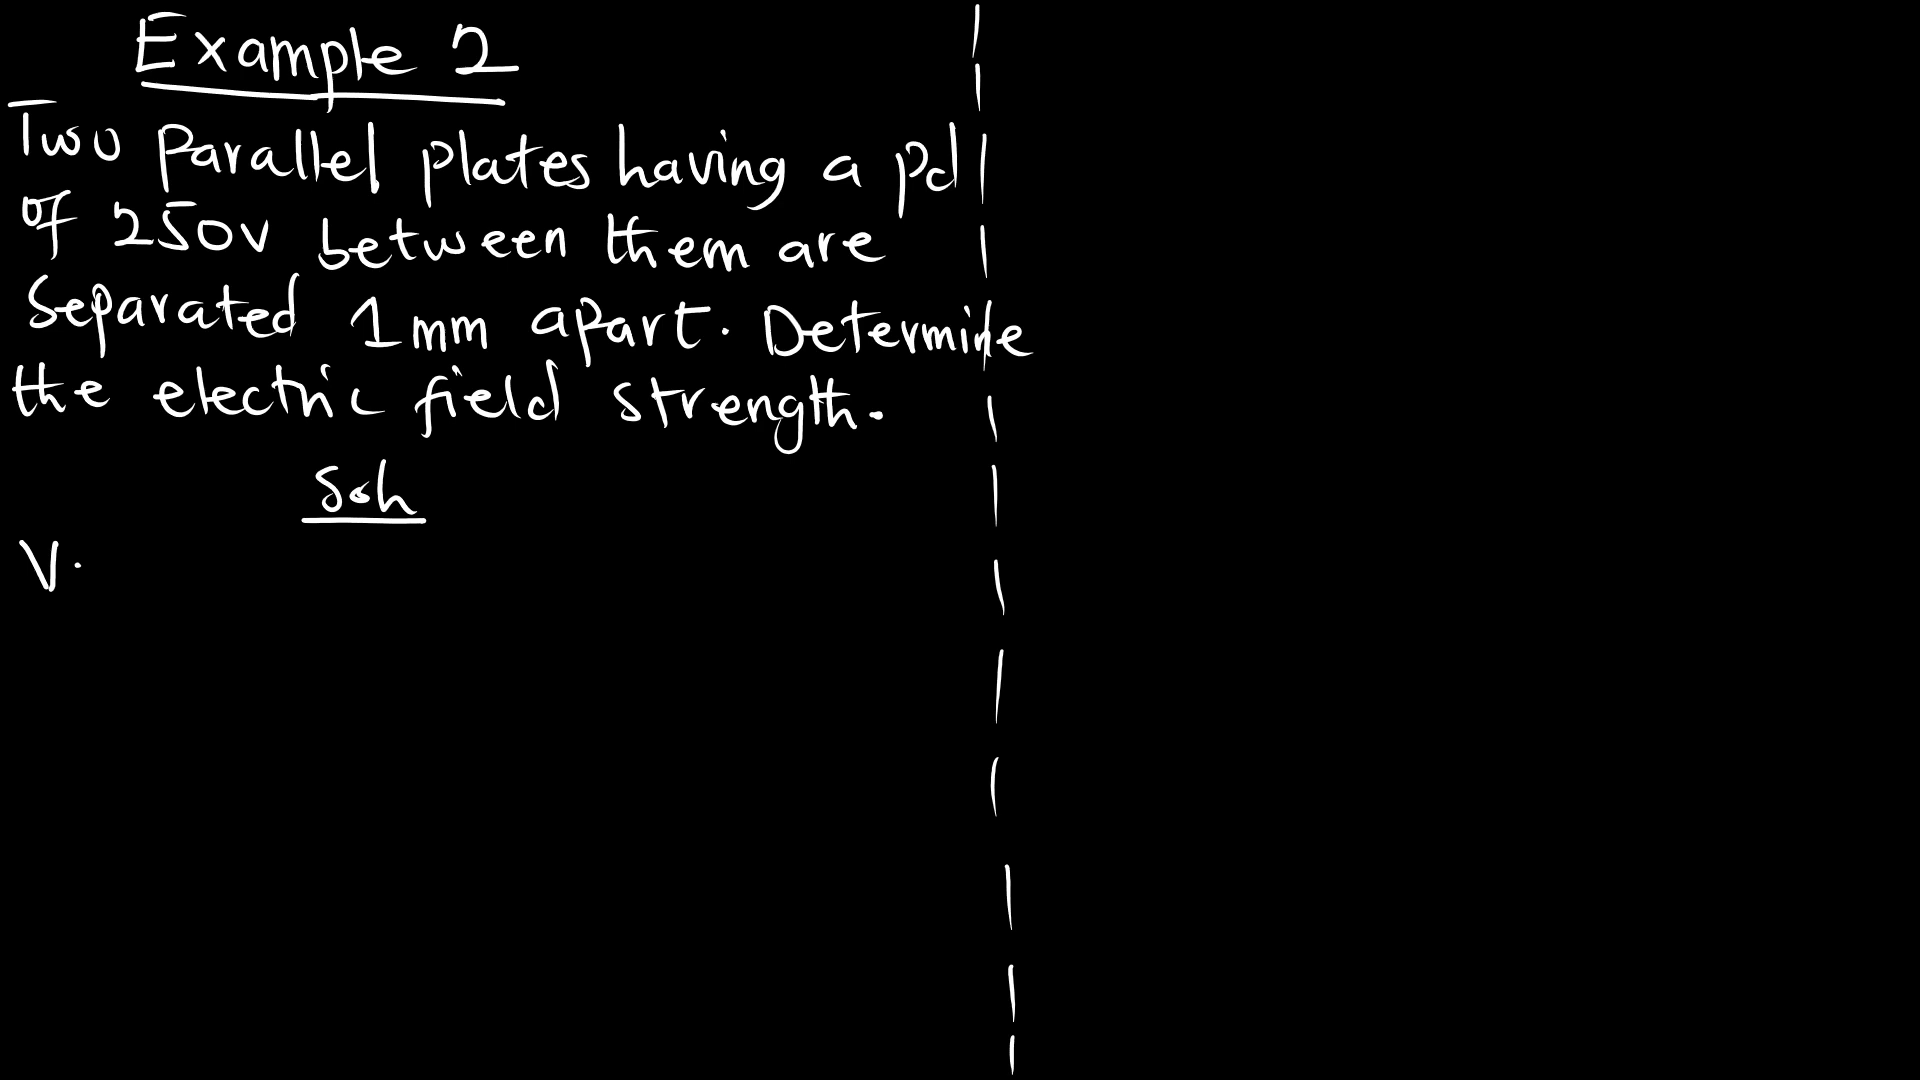 Example 2
Two parallel plates having a pd
of 250V between them are
Separated 1mm apart. Determine
the electric field strength.
Soln
V.